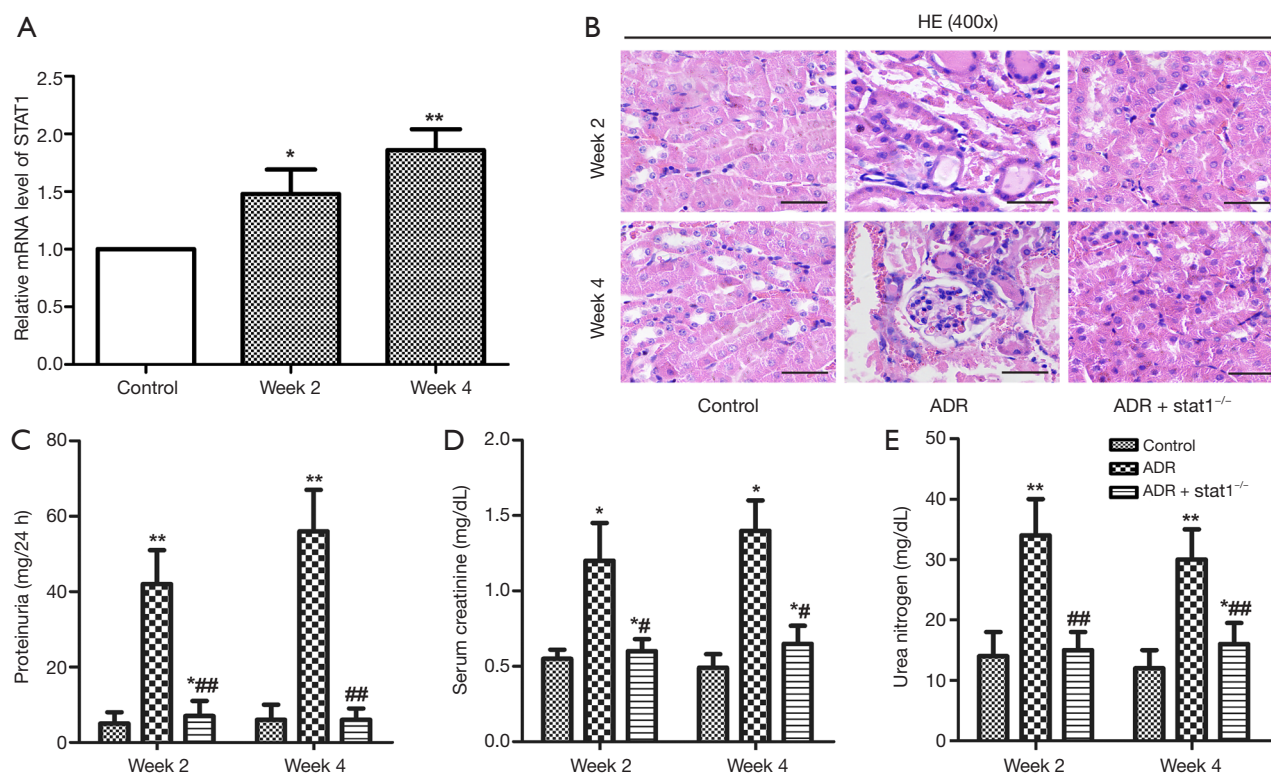 A
Relative mRNA level of STAT1
2.5
2.0
1.5
1.0
0.5
0.0
*
**
Control
Week 2
Week 4
B
HE (400x)
Week 2
Week 4
Control
ADR
ADR + stat1⁻/⁻
C
Proteinuria (mg/24 h)
80
60
40
20
0
**
*##
**
##
Week 2
Week 4
D
Serum creatinine (mg/dL)
2.0
1.5
1.0
0.5
0.0
*
*#
*
*#
Week 2
Week 4
E
Urea nitrogen (mg/dL)
50
40
30
20
10
0
**
##
**
*##
Week 2
Week 4
Control
ADR
ADR + stat1⁻/⁻